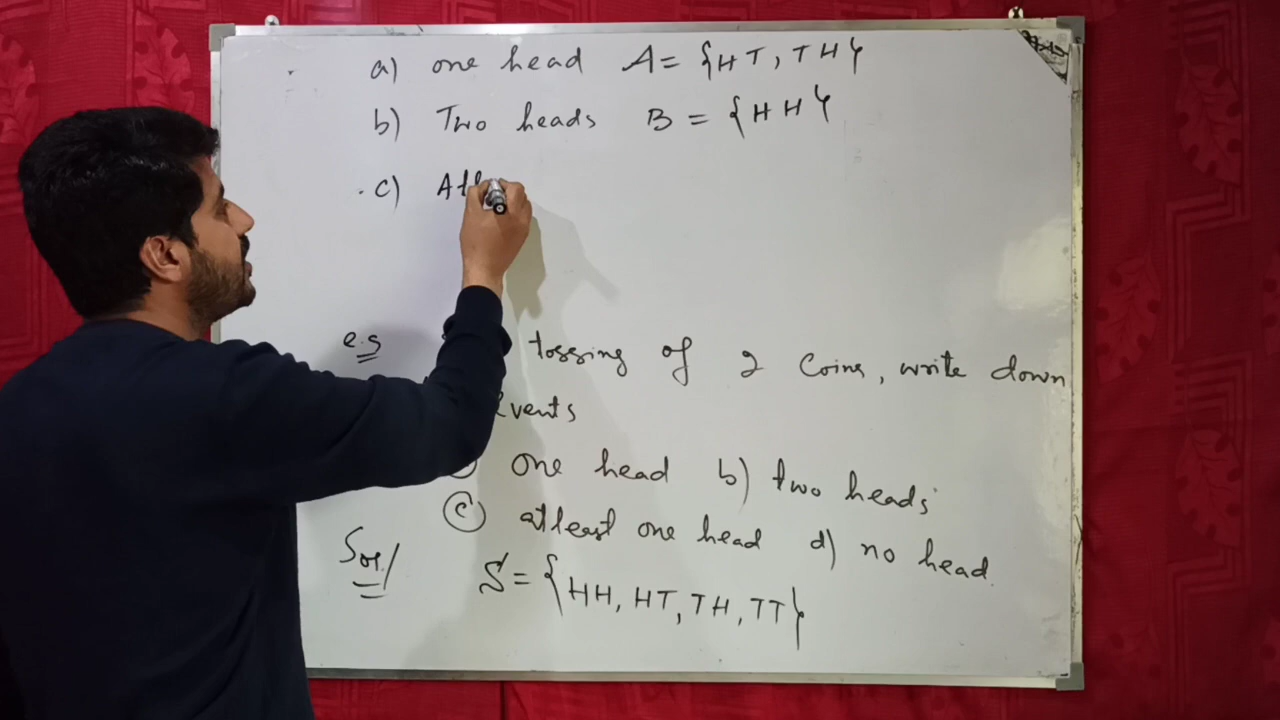 a) one head A = {HT, TH}
b) Two heads B = {HH}
c) Atl
e.g tossing of 2 Coins, write down
events
one head b) two heads
(c) atleast one head d) no head.
Sol/ S = {HH, HT, TH, TT}